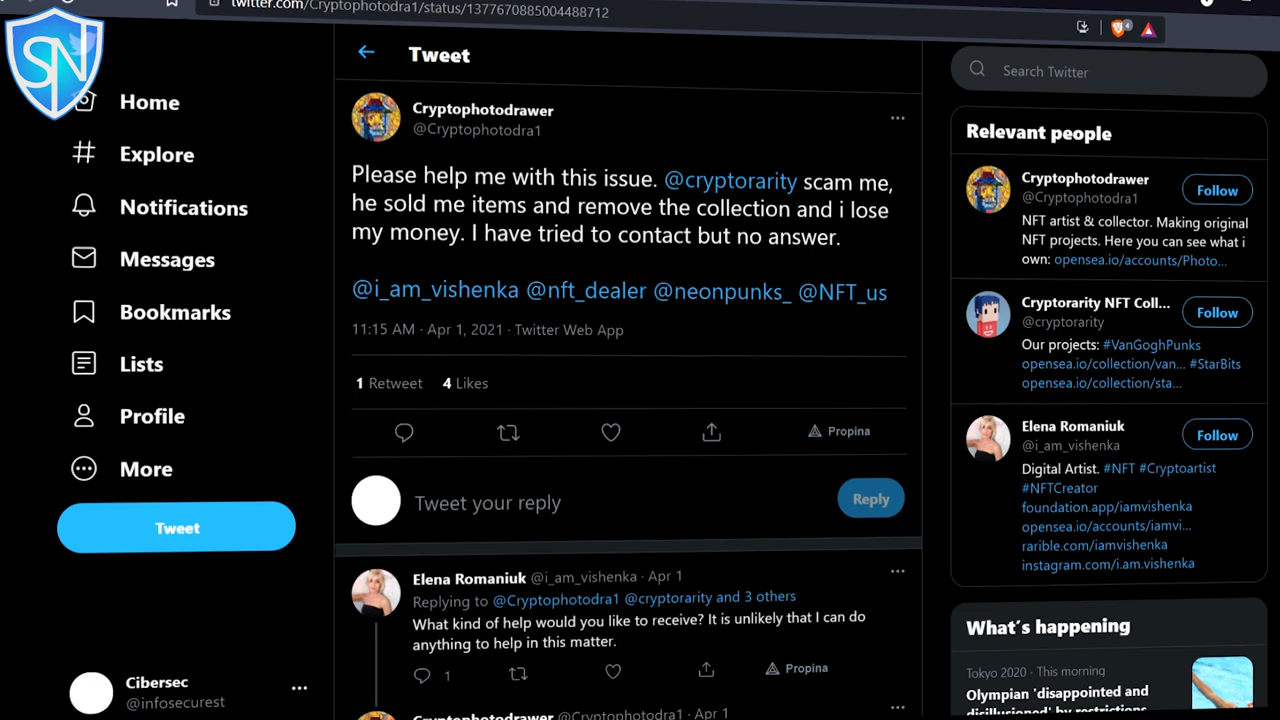 twitter.com/Cryptophotodra1/status/1377670885004488712
SN
Home
Explore
Notifications
Messages
Bookmarks
Lists
Profile
More
Tweet
Cibersec
@infosecurest
Tweet
Cryptophotodrawer
@Cryptophotodra1
Please help me with this issue. @cryptorarity scam me,
he sold me items and remove the collection and i lose
my money. I have tried to contact but no answer.
@i_am_vishenka @nft_dealer @neonpunks_ @NFT_us
11:15 AM · Apr 1, 2021 · Twitter Web App
1 Retweet 4 Likes
Propina
Tweet your reply
Reply
Elena Romaniuk @i_am_vishenka · Apr 1
Replying to @Cryptophotodra1 @cryptorarity and 3 others
What kind of help would you like to receive? It is unlikely that I can do
anything to help in this matter.
1
Propina
Cryptophotodrawer @Cryptophotodra1 · Apr 1
4
Search Twitter
Relevant people
Cryptophotodrawer
@Cryptophotodra1
Follow
NFT artist & collector. Making original
NFT projects. Here you can see what i
own: opensea.io/accounts/Photo...
Cryptorarity NFT Coll...
@cryptorarity
Follow
Our projects: #VanGoghPunks
opensea.io/collection/van... #StarBits
opensea.io/collection/sta...
Elena Romaniuk
@i_am_vishenka
Follow
Digital Artist. #NFT #Cryptoartist
#NFTCreator
foundation.app/iamvishenka
opensea.io/accounts/iamvi...
rarible.com/iamvishenka
instagram.com/i.am.vishenka
What's happening
Tokyo 2020 · This morning
Olympian 'disappointed and
disillusioned' by restrictions